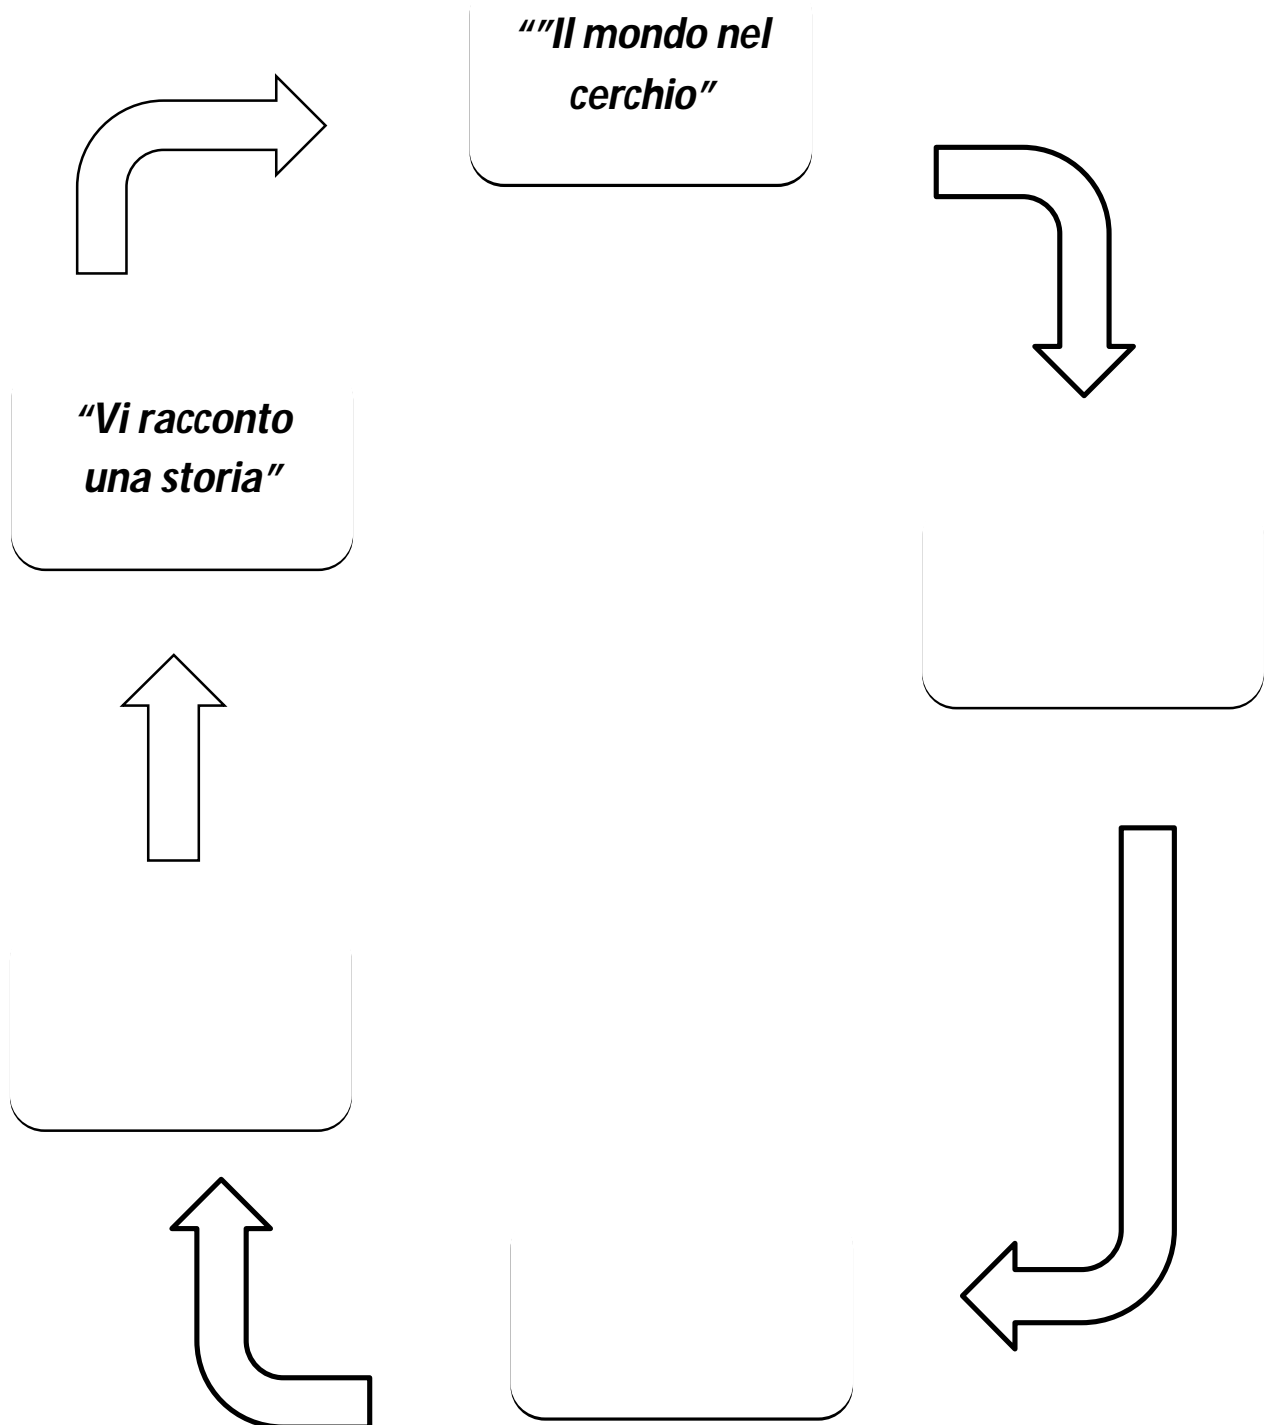 “”Il mondo nel
cerchio”
“Vi racconto
una storia”